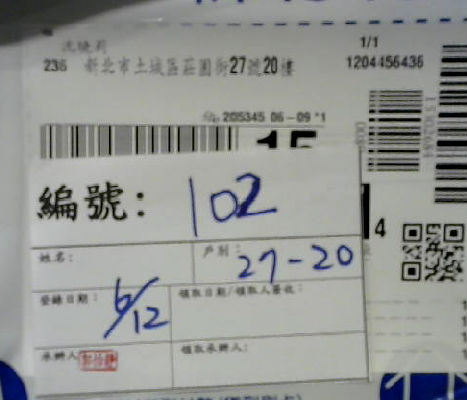 沈曉莉
1/1
236 新北市土城區莊園街27號20樓
1204456436
205345 06-09 *1
15
編號: 102
4
姓名:
戶別: 27-20
登錄日期: 6/12
領取日期/領取人簽收:
承辦人
領取承辦人: